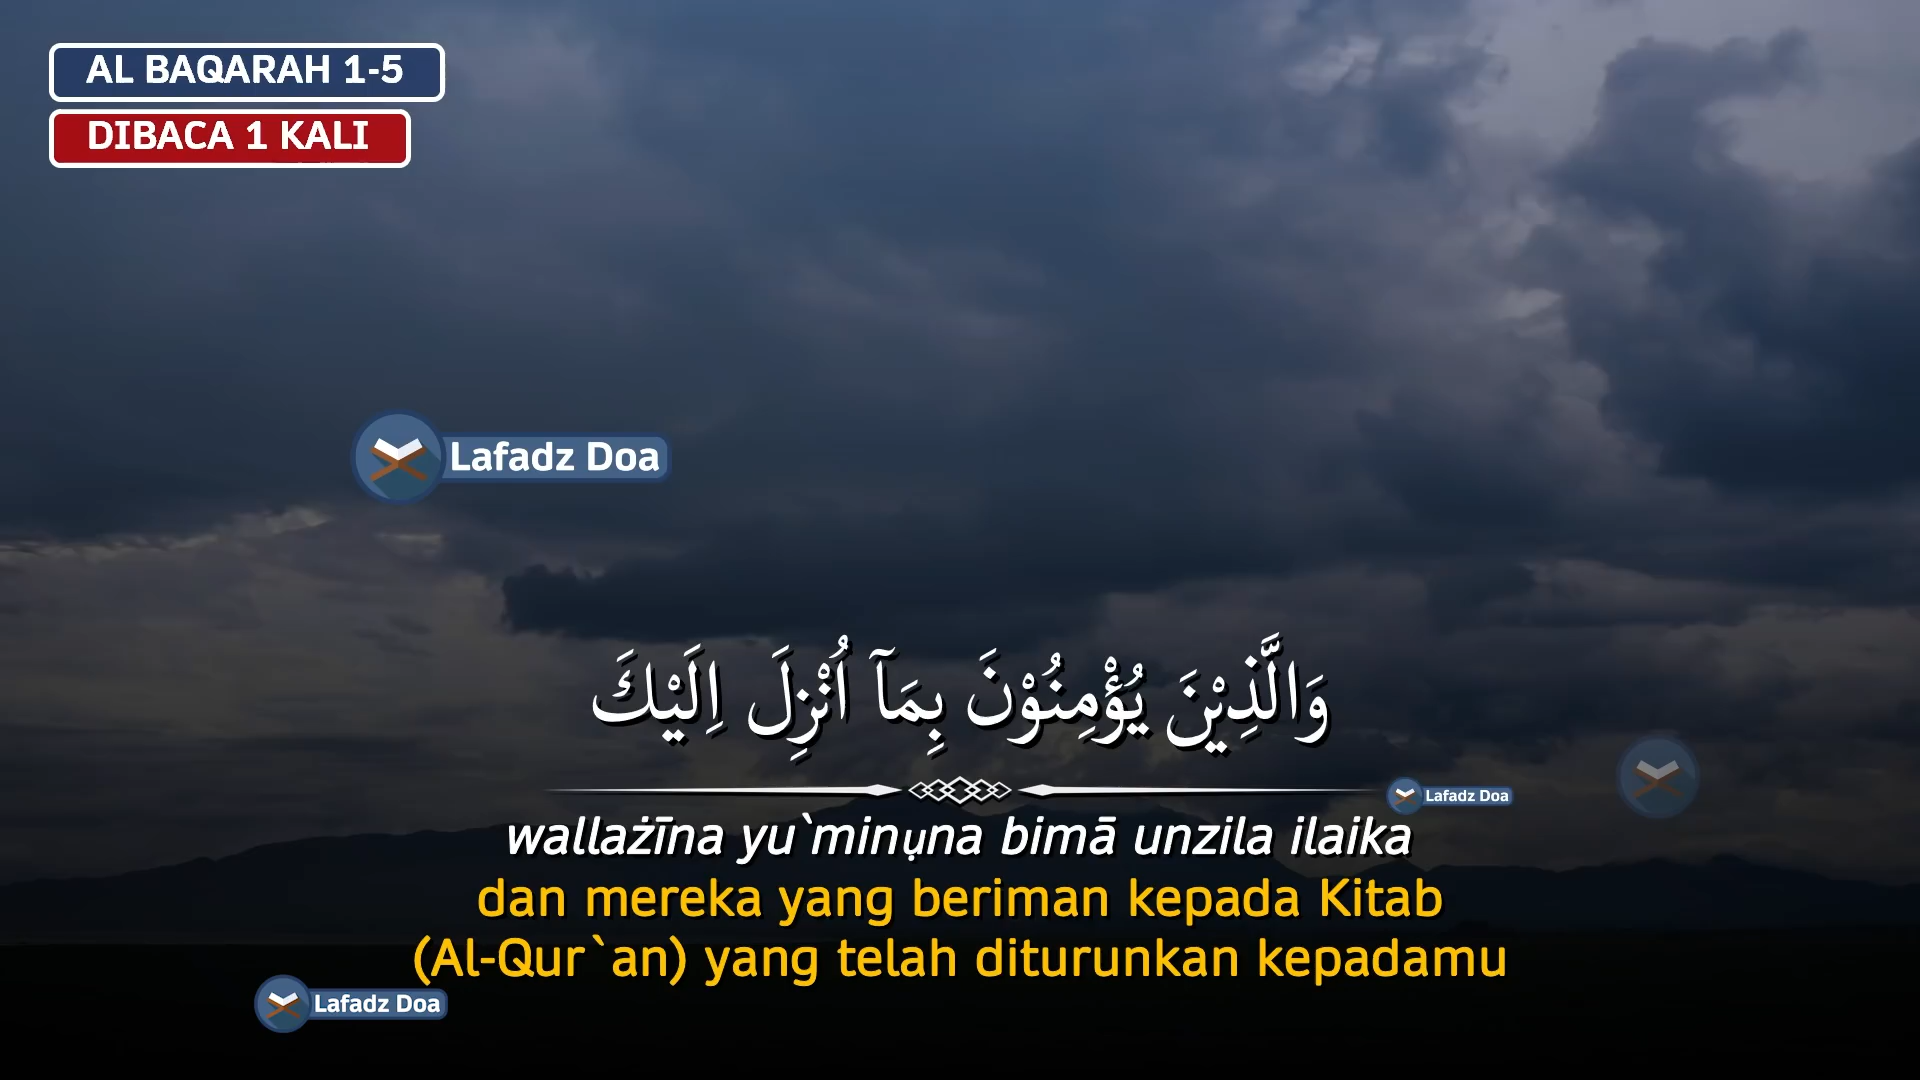 AL BAQARAH 1-5
DIBACA 1 KALI
Lafadz Doa
وَالَّذِيْنَ يُؤْمِنُوْنَ بِمَآ اُنْزِلَ اِلَيْكَ
Lafadz Doa
wallażīna yu`minụna bimā unzila ilaika
dan mereka yang beriman kepada Kitab
(Al-Qur`an) yang telah diturunkan kepadamu
Lafadz Doa